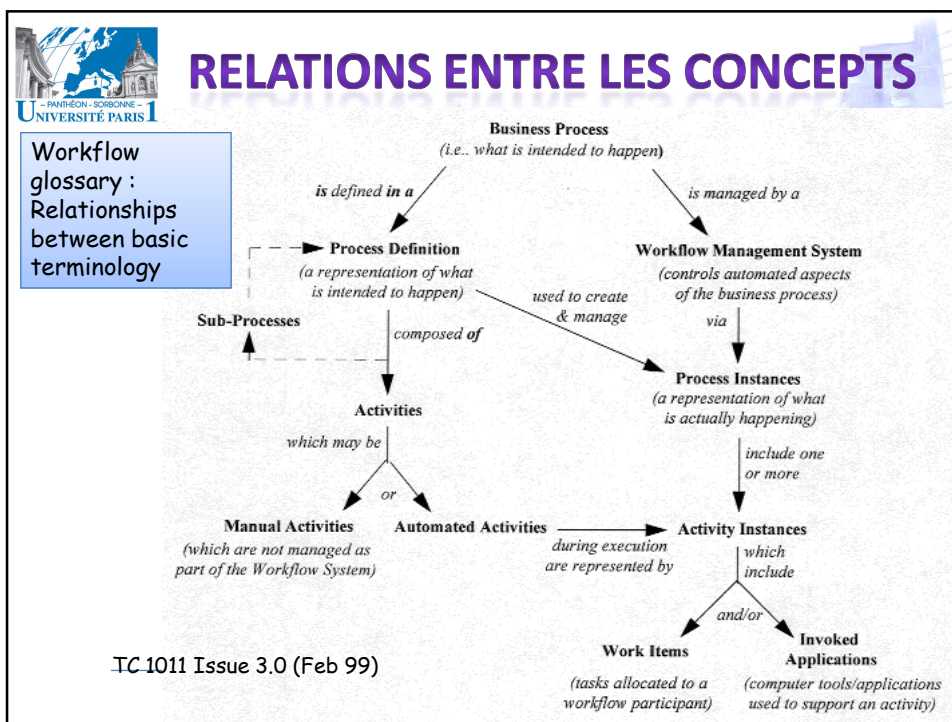 – PANTHÉON - SORBONNE –
UNIVERSITÉ PARIS 1
RELATIONS ENTRE LES CONCEPTS
Workflow
glossary :
Relationships
between basic
terminology
Business Process
(i.e.. what is intended to happen)
is defined in a
is managed by a
Process Definition
(a representation of what
is intended to happen)
Workflow Management System
(controls automated aspects
of the business process)
used to create
& manage
via
Sub-Processes
composed of
Process Instances
(a representation of what
is actually happening)
Activities
which may be
or
include one
or more
Manual Activities
(which are not managed as
part of the Workflow System)
Automated Activities
during execution
are represented by
Activity Instances
which
include
and/or
Work Items
(tasks allocated to a
workflow participant)
Invoked
Applications
(computer tools/applications
used to support an activity)
TC 1011 Issue 3.0 (Feb 99)